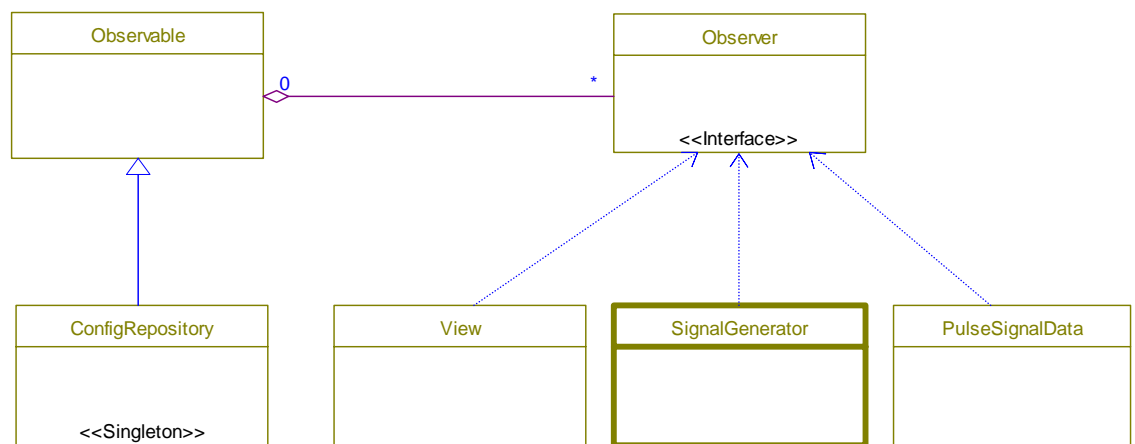 Observable
Observer
0
*
<<Interface>>
ConfigRepository
View
SignalGenerator
PulseSignalData
<<Singleton>>